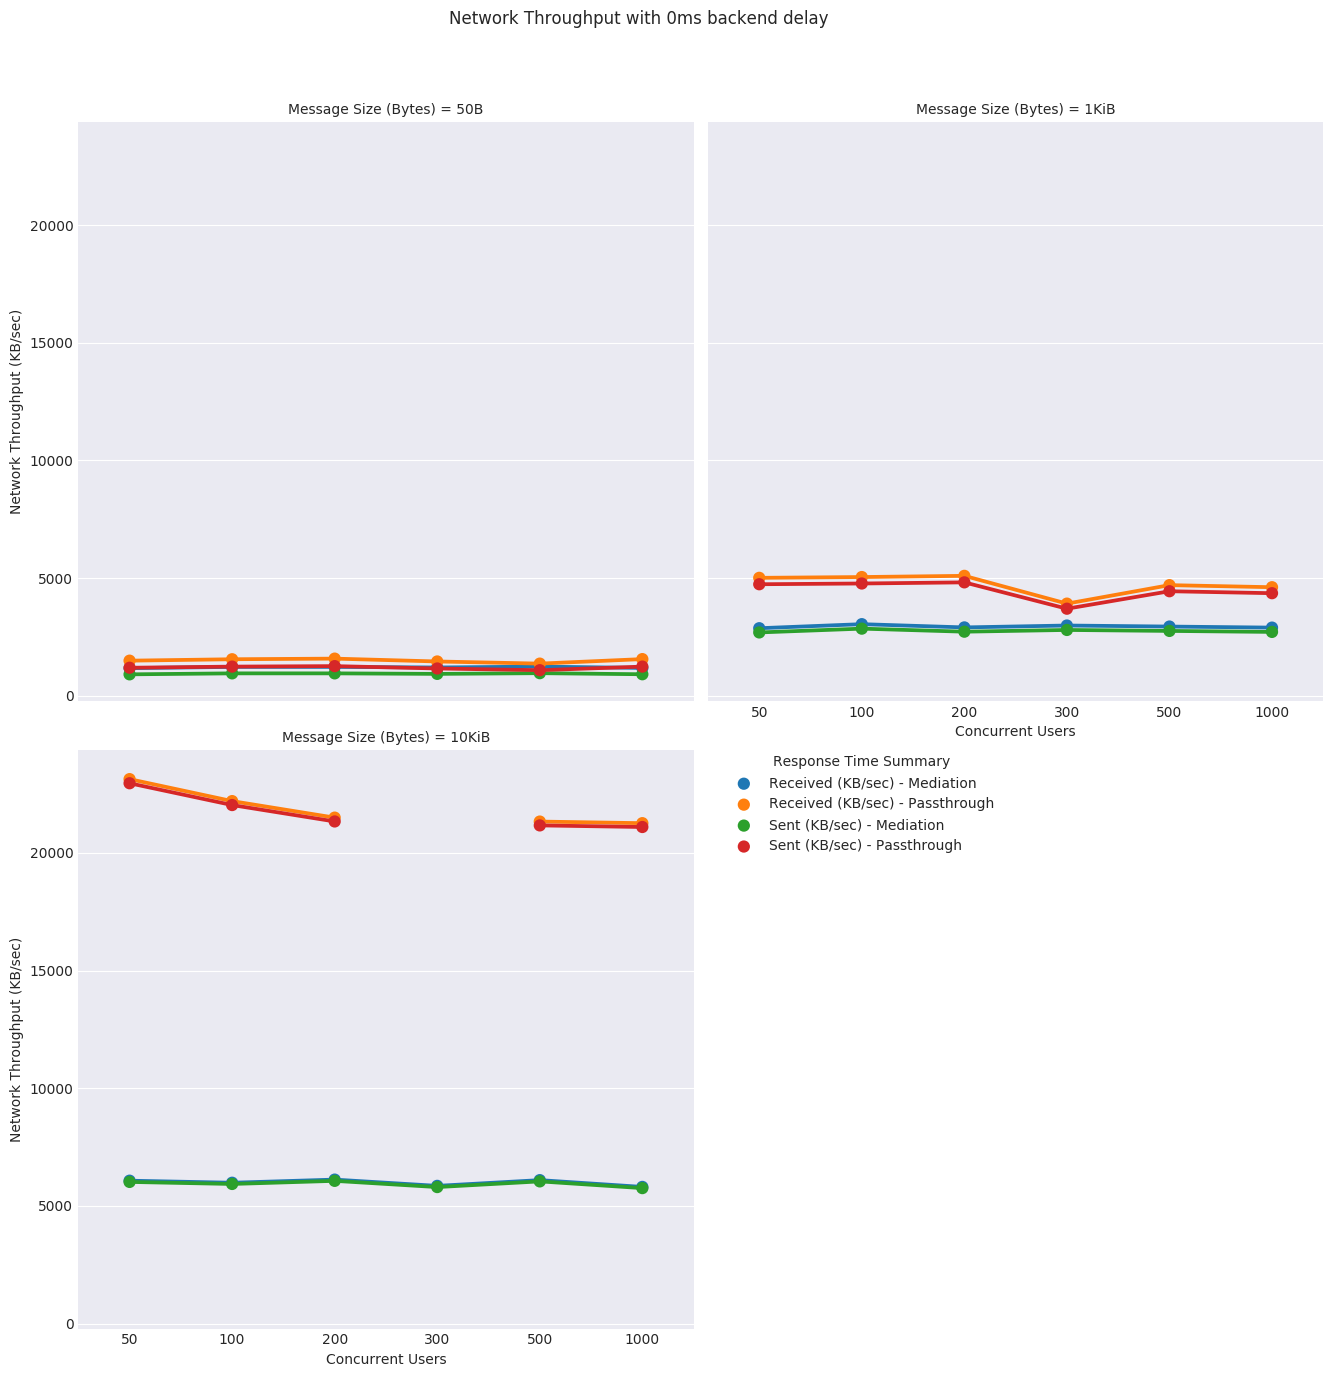 Network Throughput with 0ms backend delay
Message Size (Bytes) = 50B
Network Throughput (KB/sec)
20000
15000
10000
5000
0
Message Size (Bytes) = 1KiB
50 100 200 300 500 1000
Concurrent Users
Message Size (Bytes) = 10KiB
Network Throughput (KB/sec)
20000
15000
10000
5000
0
50 100 200 300 500 1000
Concurrent Users
Response Time Summary
Received (KB/sec) - Mediation
Received (KB/sec) - Passthrough
Sent (KB/sec) - Mediation
Sent (KB/sec) - Passthrough